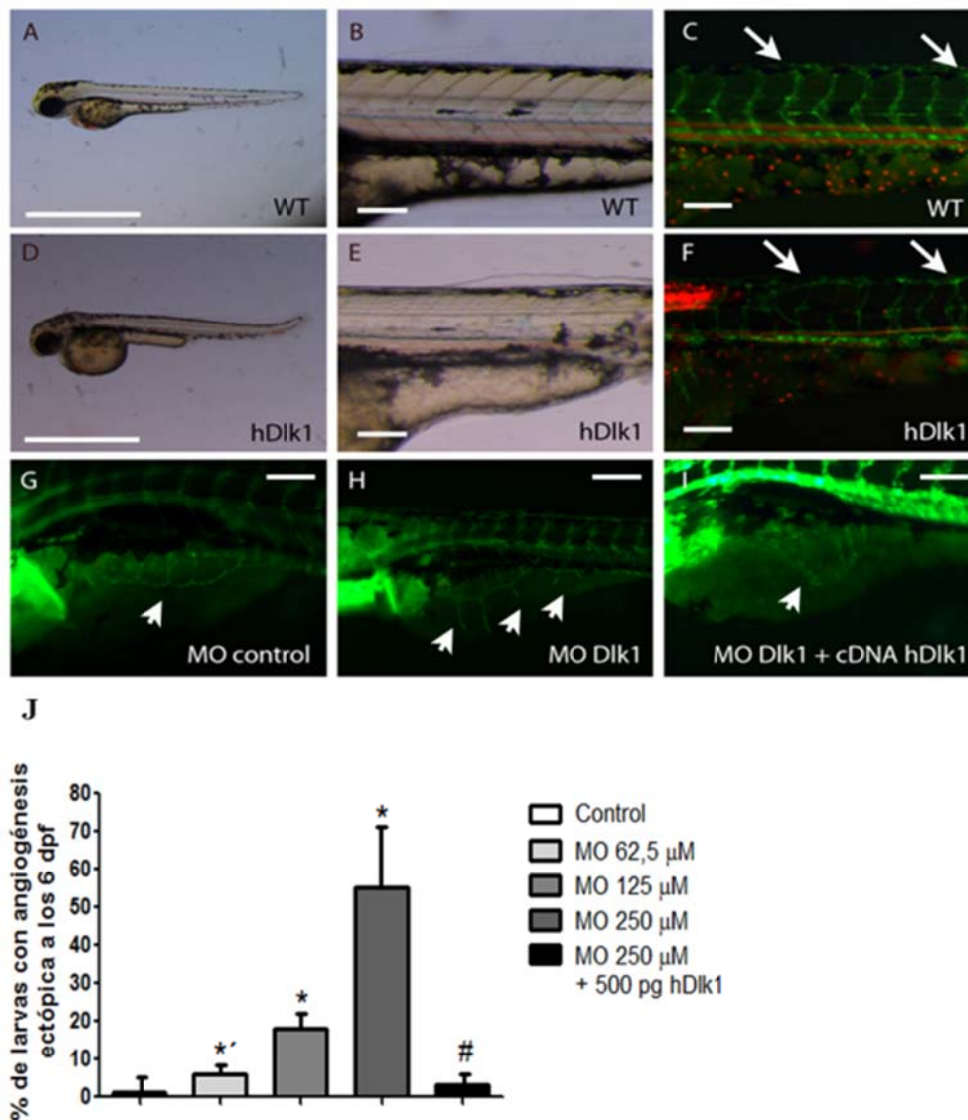 A
WT
B
WT
C
WT
D
hDlk1
E
hDlk1
F
hDlk1
G
MO control
H
MO Dlk1
I
MO Dlk1 + cDNA hDlk1
J
% de larvas con angiogénesis
ectópica a los 6 dpf
80
70
60
50
40
30
20
10
0
*´
*
*
#
Control
MO 62,5 µM
MO 125 µM
MO 250 µM
MO 250 µM
+ 500 pg hDlk1